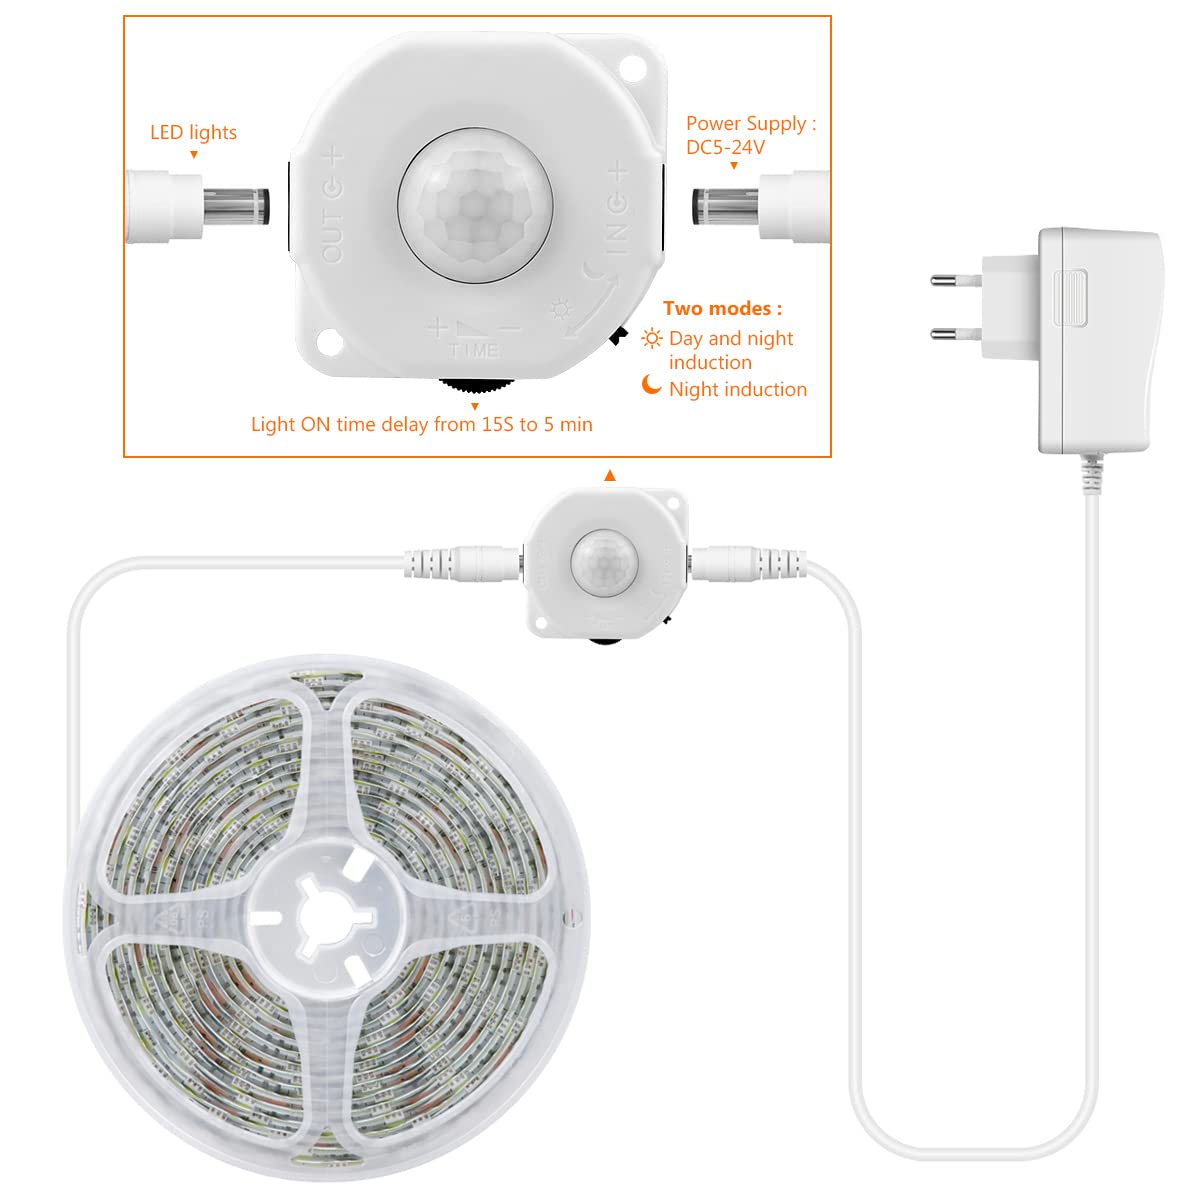 LED lights
Power Supply :
DC5-24V
OUT +
IN +
+ -
TIME
Two modes :
Day and night
induction
Night induction
Light ON time delay from 15S to 5 min